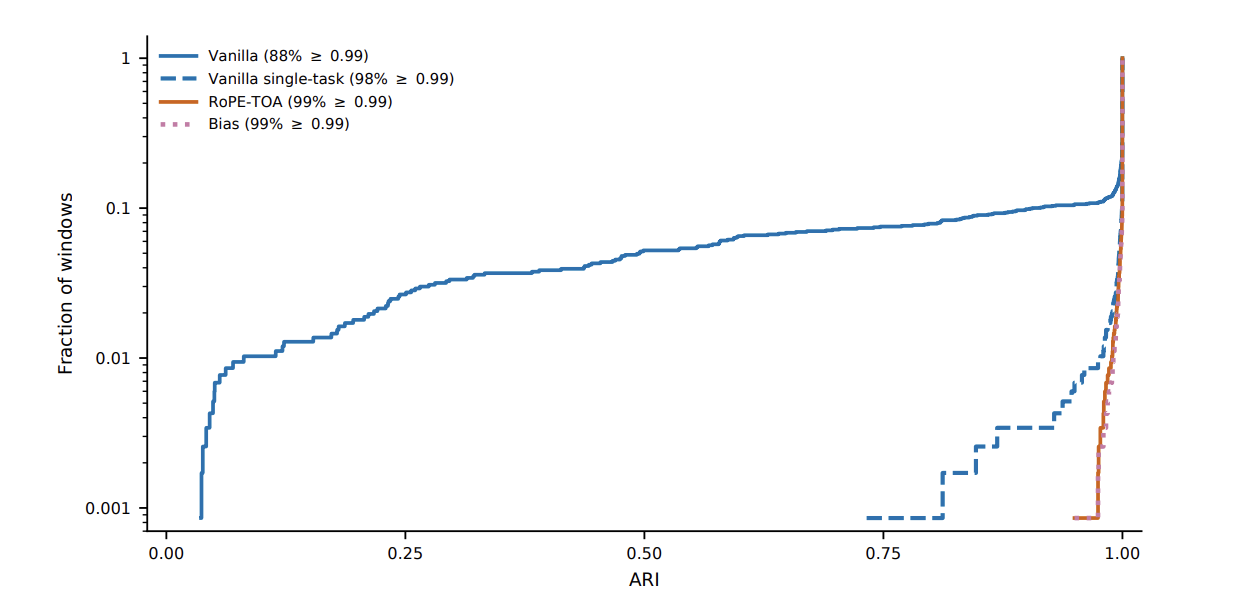 Vanilla (88% ≥ 0.99)
Vanilla single-task (98% ≥ 0.99)
RoPE-TOA (99% ≥ 0.99)
Bias (99% ≥ 0.99)
Fraction of windows
1
0.1
0.01
0.001
0.00 0.25 0.50 0.75 1.00
ARI